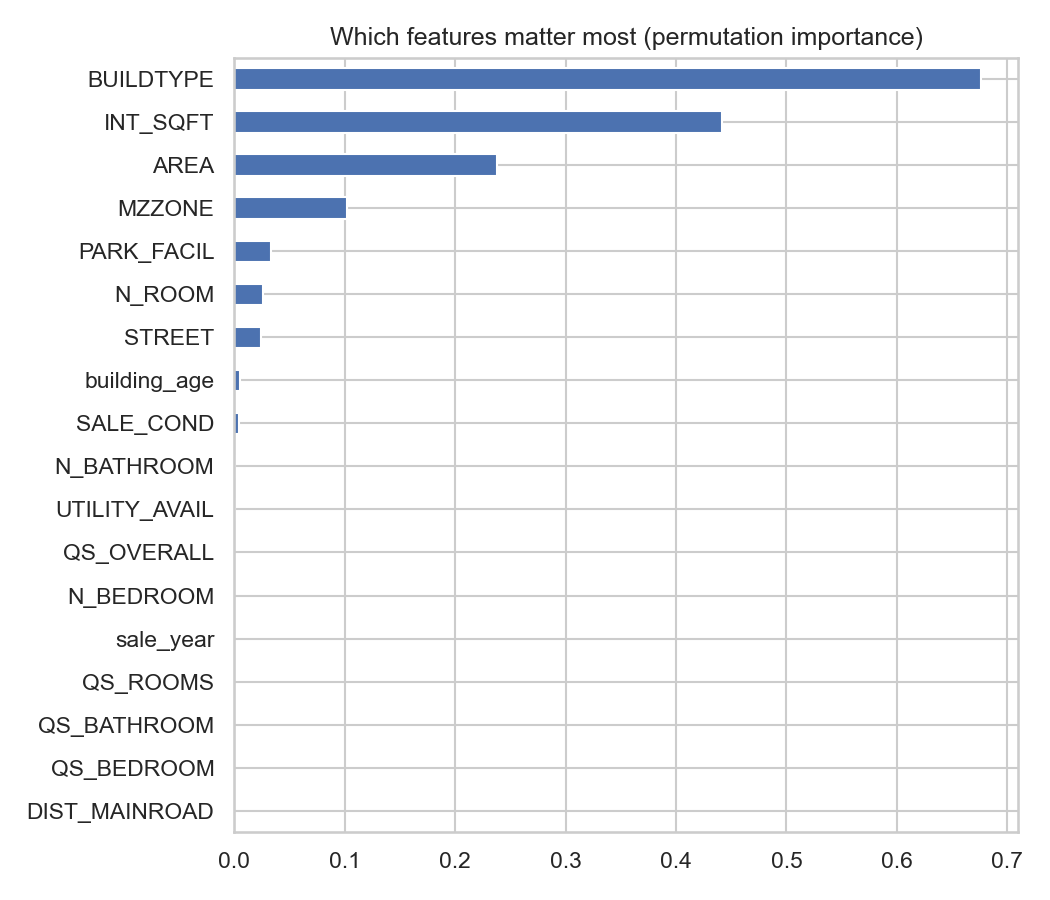 Which features matter most (permutation importance)
BUILDTYPE
INT_SQFT
AREA
MZZONE
PARK_FACIL
N_ROOM
STREET
building_age
SALE_COND
N_BATHROOM
UTILITY_AVAIL
QS_OVERALL
N_BEDROOM
sale_year
QS_ROOMS
QS_BATHROOM
QS_BEDROOM
DIST_MAINROAD
0.0 0.1 0.2 0.3 0.4 0.5 0.6 0.7